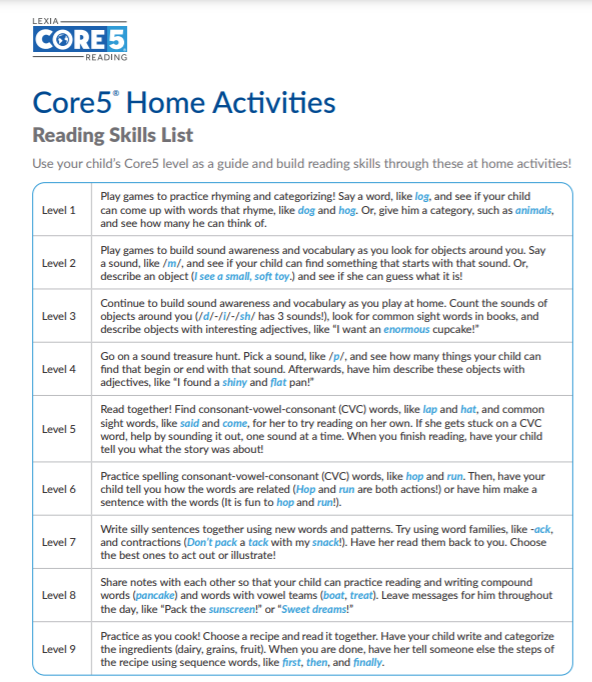 LEXIA
CORE5
READING
Core5® Home Activities
Reading Skills List
Use your child's Core5 level as a guide and build reading skills through these at home activities!
Level 1
Play games to practice rhyming and categorizing! Say a word, like log, and see if your child
can come up with words that rhyme, like dog and hog. Or, give him a category, such as animals,
and see how many he can think of.
Level 2
Play games to build sound awareness and vocabulary as you look for objects around you. Say
a sound, like /m/, and see if your child can find something that starts with that sound. Or,
describe an object (I see a small, soft toy.) and see if she can guess what it is!
Level 3
Continue to build sound awareness and vocabulary as you play at home. Count the sounds of
objects around you (/d/-/i/-/sh/ has 3 sounds!), look for common sight words in books, and
describe objects with interesting adjectives, like “I want an enormous cupcake!”
Level 4
Go on a sound treasure hunt. Pick a sound, like /p/, and see how many things your child can
find that begin or end with that sound. Afterwards, have him describe these objects with
adjectives, like “I found a shiny and flat pan!”
Level 5
Read together! Find consonant-vowel-consonant (CVC) words, like lap and hat, and common
sight words, like said and come, for her to try reading on her own. If she gets stuck on a CVC
word, help by sounding it out, one sound at a time. When you finish reading, have your child
tell you what the story was about!
Level 6
Practice spelling consonant-vowel-consonant (CVC) words, like hop and run. Then, have your
child tell you how the words are related (Hop and run are both actions!) or have him make a
sentence with the words (It is fun to hop and run!).
Level 7
Write silly sentences together using new words and patterns. Try using word families, like -ack,
and contractions (Don't pack a tack with my snack!). Have her read them back to you. Choose
the best ones to act out or illustrate!
Level 8
Share notes with each other so that your child can practice reading and writing compound
words (pancake) and words with vowel teams (boat, treat). Leave messages for him throughout
the day, like “Pack the sunscreen!” or “Sweet dreams!”
Level 9
Practice as you cook! Choose a recipe and read it together. Have your child write and categorize
the ingredients (dairy, grains, fruit). When you are done, have her tell someone else the steps of
the recipe using sequence words, like first, then, and finally.